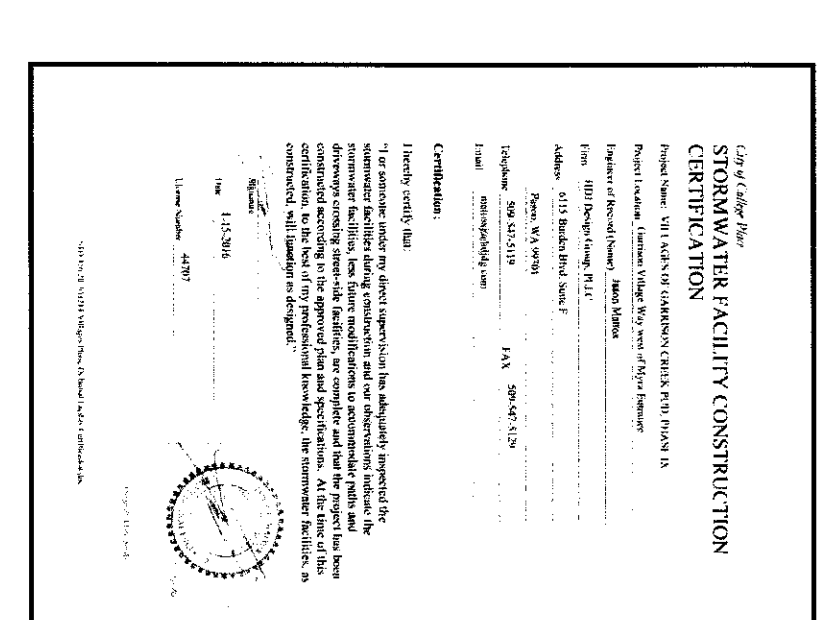 City of College Place
STORMWATER FACILITY CONSTRUCTION
CERTIFICATION
Project Name: VILLAGES OF GARRISON CREEK PUD, PHASE IX
Project Location: Garrison Village Way west of Myra Entrance
Engineer of Record (Name) Jason Mattox
Firm HDJ Design Group, PLLC
Address 6115 Burden Blvd, Suite F
Pasco, WA 99301
Telephone 509-547-5119 FAX 509-547-5129
Email
Certification:
I hereby certify that:
"I or someone under my direct supervision has adequately inspected the
stormwater facilities during construction and our observations indicate the
stormwater facilities, less future modifications to accommodate paths and
driveways crossing street-side facilities, are complete and that the project has been
constructed according to the approved plan and specifications. At the time of this
certification, to the best of my professional knowledge, the stormwater facilities, as
constructed, will function as designed."
Signature
Date 4-15-2016
License Number 44707